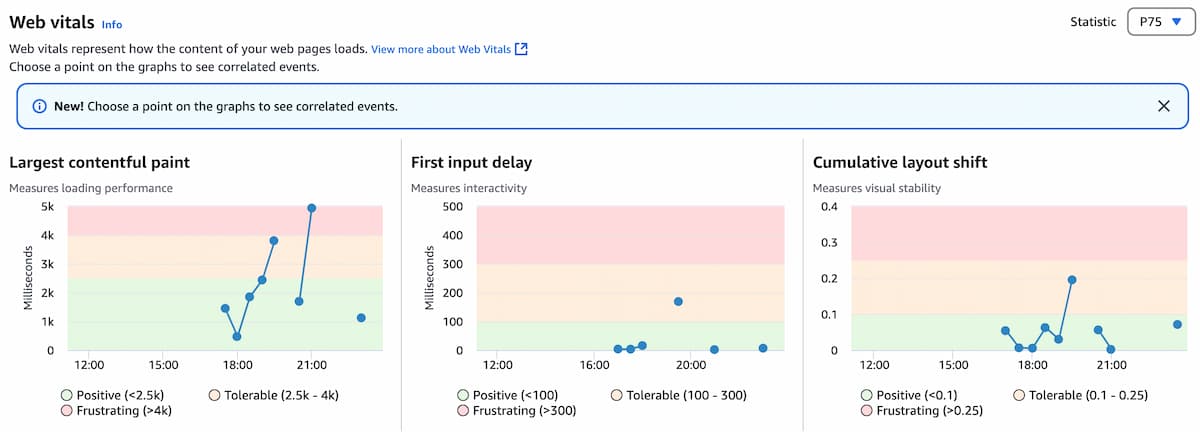 Web vitals Info
Statistic P75
Web vitals represent how the content of your web pages loads. View more about Web Vitals
Choose a point on the graphs to see correlated events.
New! Choose a point on the graphs to see correlated events.
Largest contentful paint
Measures loading performance
Milliseconds
5k
4k
3k
2k
1k
0
12:00 15:00 18:00 21:00
Positive (<2.5k) Tolerable (2.5k - 4k)
Frustrating (>4k)
First input delay
Measures interactivity
Milliseconds
500
400
300
200
100
0
12:00 16:00 20:00
Positive (<100) Tolerable (100 - 300)
Frustrating (>300)
Cumulative layout shift
Measures visual stability
0.4
0.3
0.2
0.1
0
12:00 15:00 18:00 21:00
Positive (<0.1) Tolerable (0.1 - 0.25)
Frustrating (>0.25)